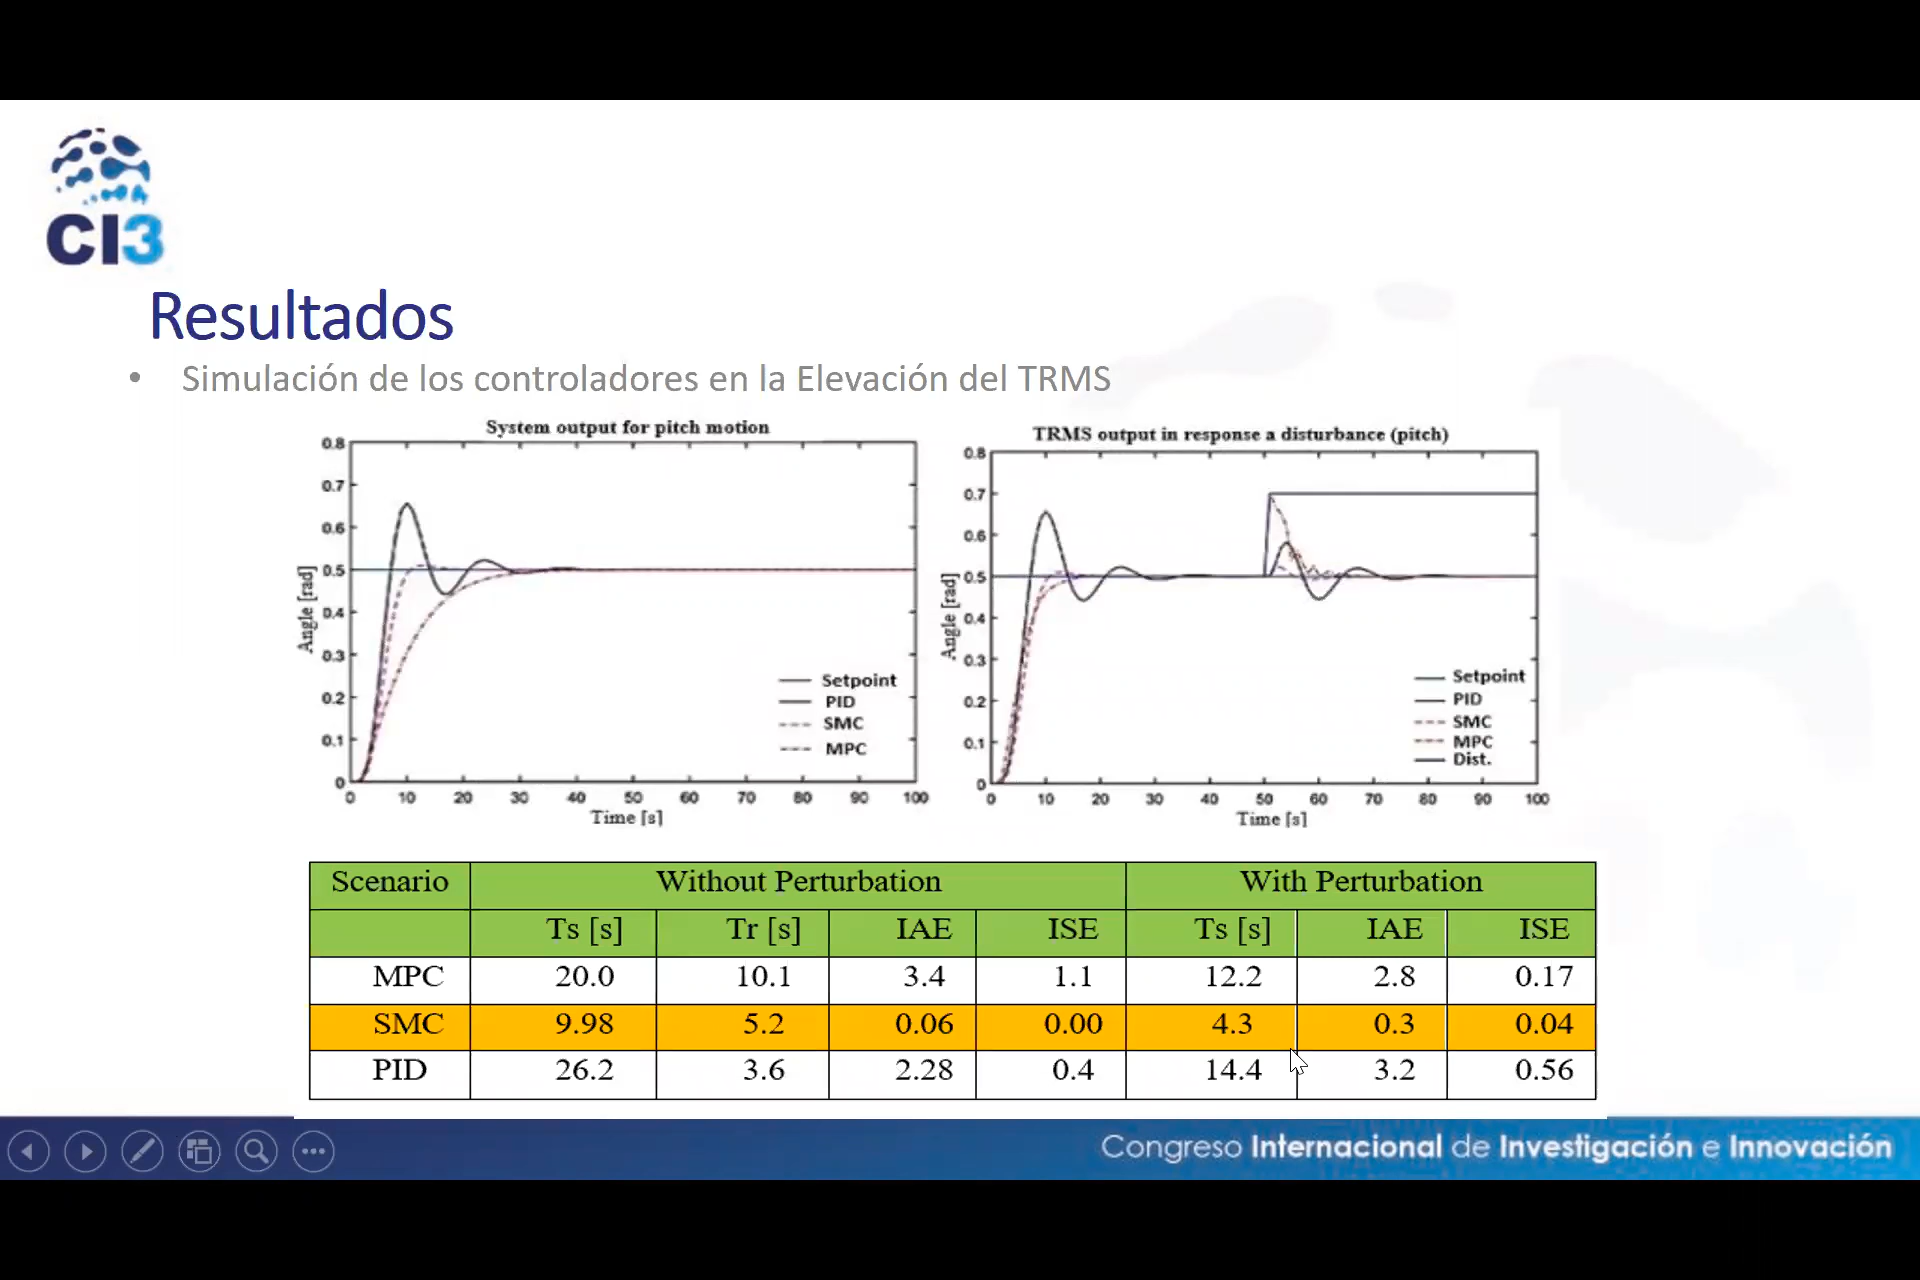 CI3
Resultados
• Simulación de los controladores en la Elevación del TRMS
System output for pitch motion
0.8
0.7
0.6
0.5
0.4
0.3
0.2
0.1
0
Angle [rad]
Setpoint
PID
SMC
MPC
0 10 20 30 40 50 60 70 80 90 100
Time [s]
TRMS output in response a disturbance (pitch)
0.8
0.7
0.6
0.5
0.4
0.3
0.2
0.1
0
Angle [rad]
Setpoint
PID
SMC
MPC
Dist.
0 10 20 30 40 50 60 70 80 90 100
Time [s]
Scenario Without Perturbation With Perturbation
Ts [s] Tr [s] IAE ISE Ts [s] IAE ISE
MPC 20.0 10.1 3.4 1.1 12.2 2.8 0.17
SMC 9.98 5.2 0.06 0.00 4.3 0.3 0.04
PID 26.2 3.6 2.28 0.4 14.4 3.2 0.56
Congreso Internacional de Investigación e Innovación